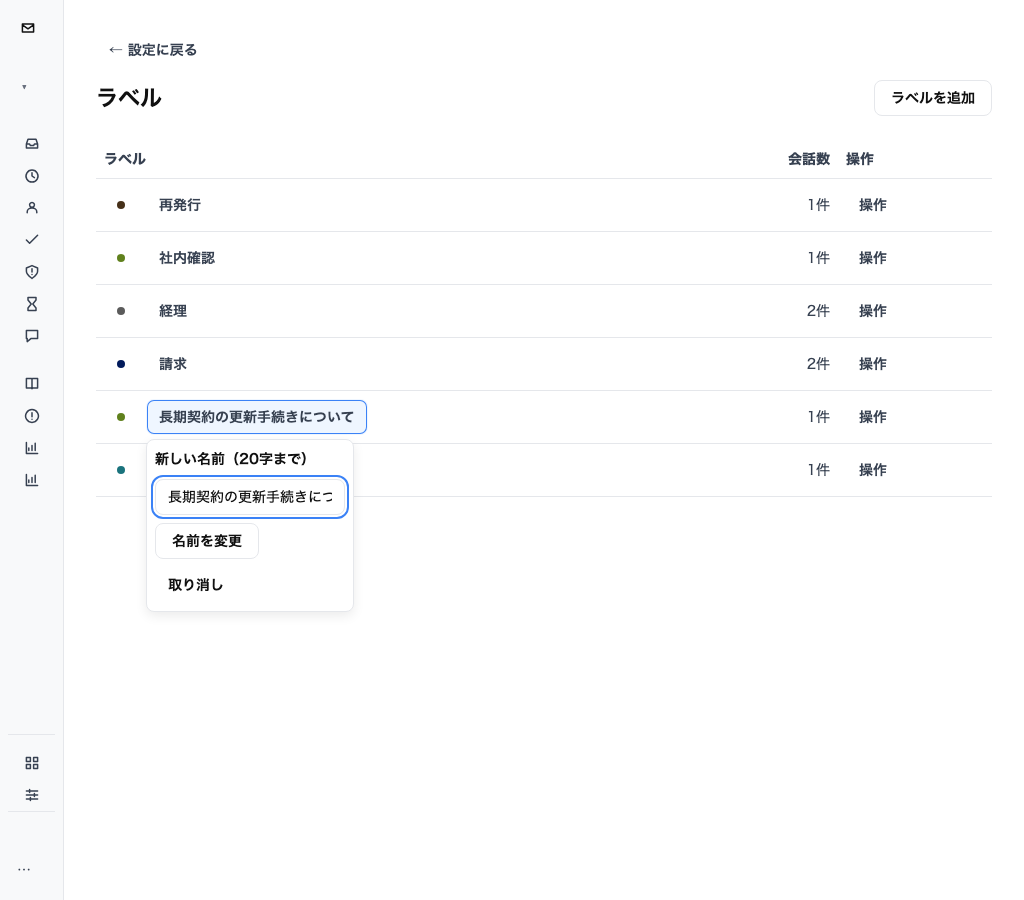 ← 設定に戻る
ラベル
ラベルを追加
ラベル 会話数 操作
再発行 1件 操作
社内確認 1件 操作
経理 2件 操作
請求 2件 操作
長期契約の更新手続きについて 1件 操作
1件 操作
新しい名前（20字まで）
長期契約の更新手続きにつ
名前を変更
取り消し